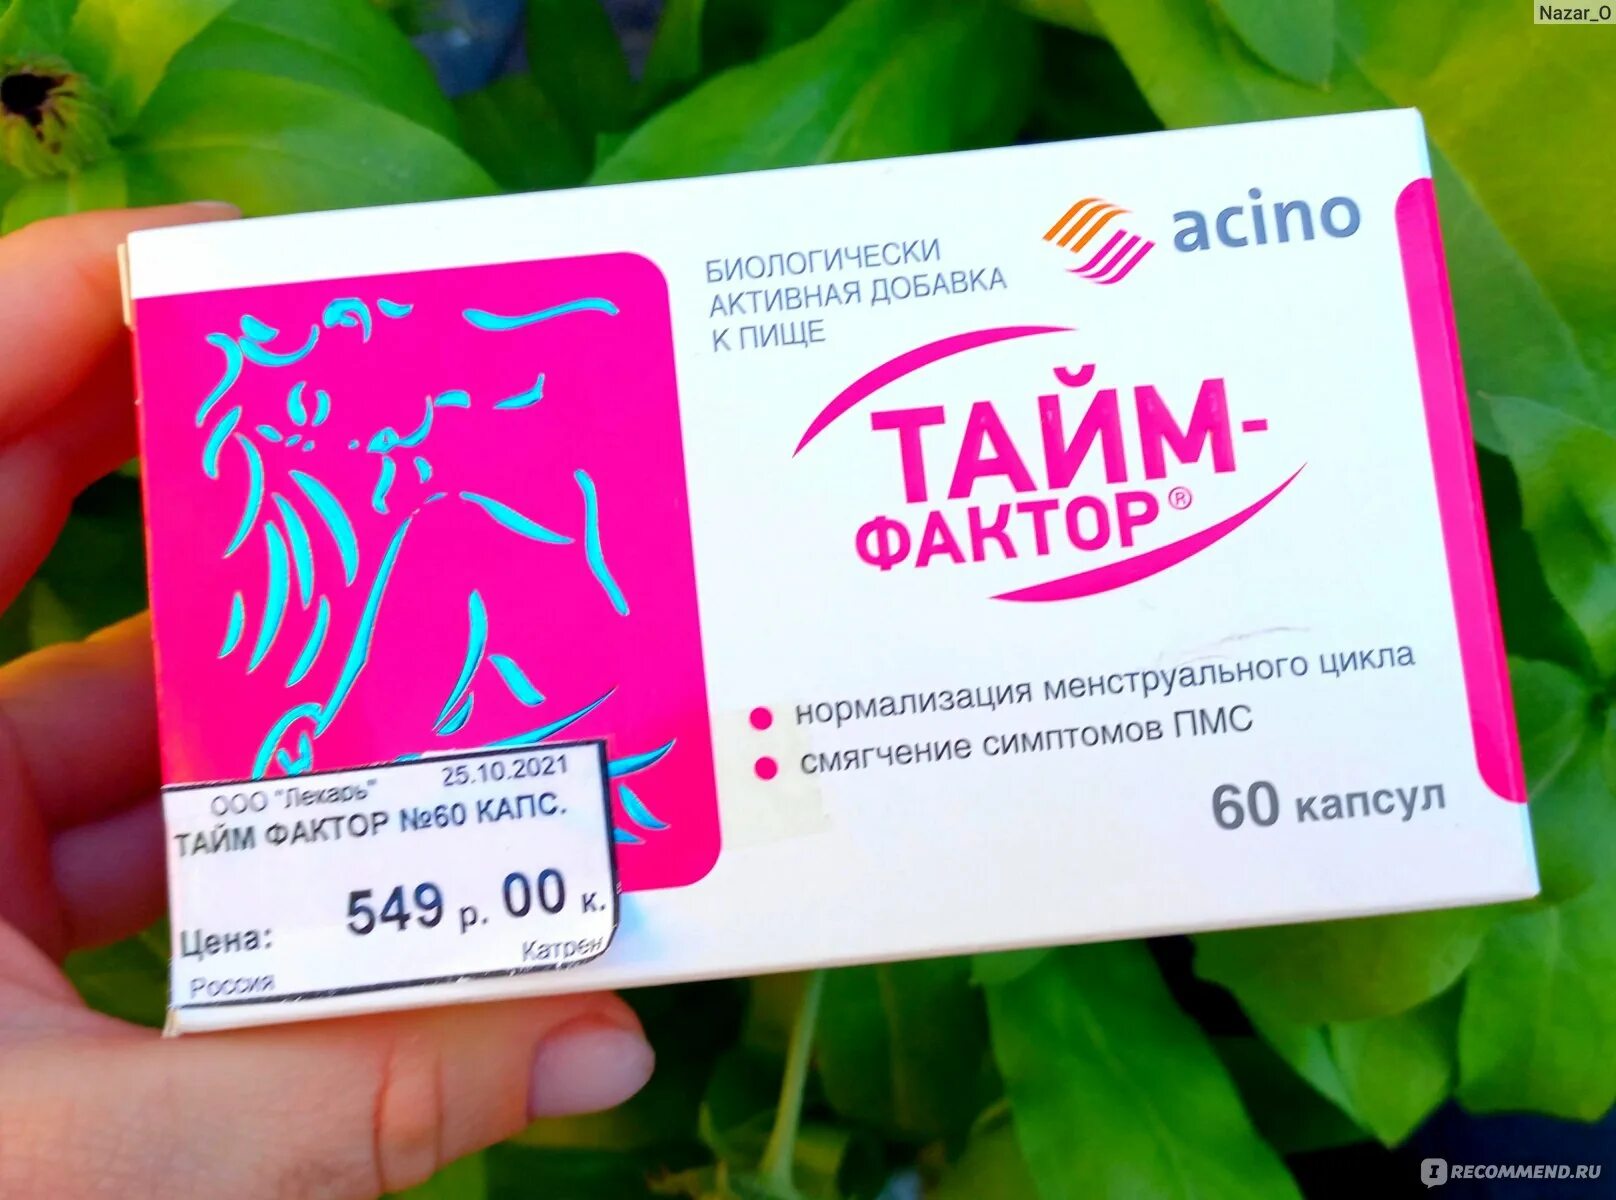 Nazar_O
acino
БИОЛОГИЧЕСКИ
АКТИВНАЯ ДОБАВКА
К ПИЩЕ
ТАЙМ-
ФАКТОР®
нормализация менструального цикла
смягчение симптомов ПМС
60 капсул
ООО "Лекарь" 25.10.2021
ТАЙМ ФАКТОР №60 КАПС.
Цена: 549 р. 00 к.
Катрен
Россия
IRECOMMEND.RU